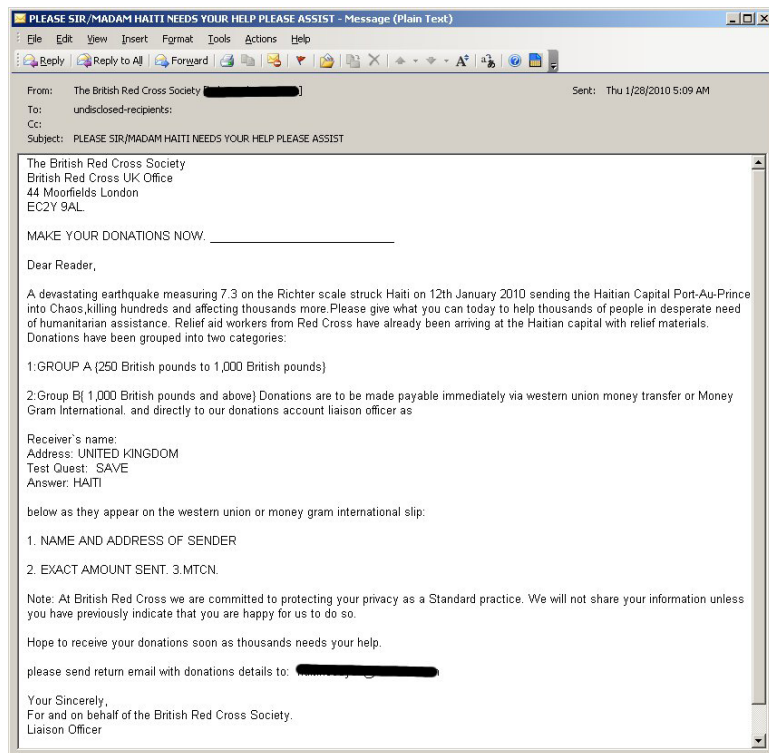 PLEASE SIR/MADAM HAITI NEEDS YOUR HELP PLEASE ASSIST - Message (Plain Text)
File Edit View Insert Format Tools Actions Help
Reply Reply to All Forward
From: The British Red Cross Society [ ]
Sent: Thu 1/28/2010 5:09 AM
To: undisclosed-recipients:
Cc:
Subject: PLEASE SIR/MADAM HAITI NEEDS YOUR HELP PLEASE ASSIST
The British Red Cross Society
British Red Cross UK Office
44 Moorfields London
EC2Y 9AL.
MAKE YOUR DONATIONS NOW. ____________________________
Dear Reader,
A devastating earthquake measuring 7.3 on the Richter scale struck Haiti on 12th January 2010 sending the Haitian Capital Port-Au-Prince
into Chaos,killing hundreds and affecting thousands more.Please give what you can today to help thousands of people in desperate need
of humanitarian assistance. Relief aid workers from Red Cross have already been arriving at the Haitian capital with relief materials.
Donations have been grouped into two categories:
1:GROUP A {250 British pounds to 1,000 British pounds}
2:Group B{ 1,000 British pounds and above} Donations are to be made payable immediately via western union money transfer or Money
Gram International. and directly to our donations account liaison officer as
Receiver`s name:
Address: UNITED KINGDOM
Test Quest: SAVE
Answer: HAITI
below as they appear on the western union or money gram international slip:
1. NAME AND ADDRESS OF SENDER
2. EXACT AMOUNT SENT. 3.MTCN.
Note: At British Red Cross we are committed to protecting your privacy as a Standard practice. We will not share your information unless
you have previously indicate that you are happy for us to do so.
Hope to receive your donations soon as thousands needs your help.
please send return email with donations details to:
Your Sincerely,
For and on behalf of the British Red Cross Society.
Liaison Officer